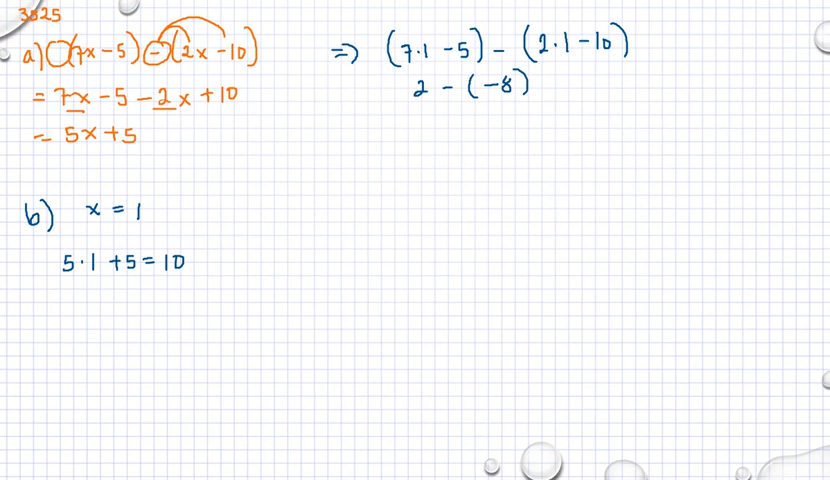 3025
a) (7x - 5) - (2x - 10)
= 7x - 5 - 2x + 10
= 5x + 5
⇒ (7·1 - 5) - (2·1 - 10)
2 - (-8)
b) x = 1
5·1 + 5 = 10